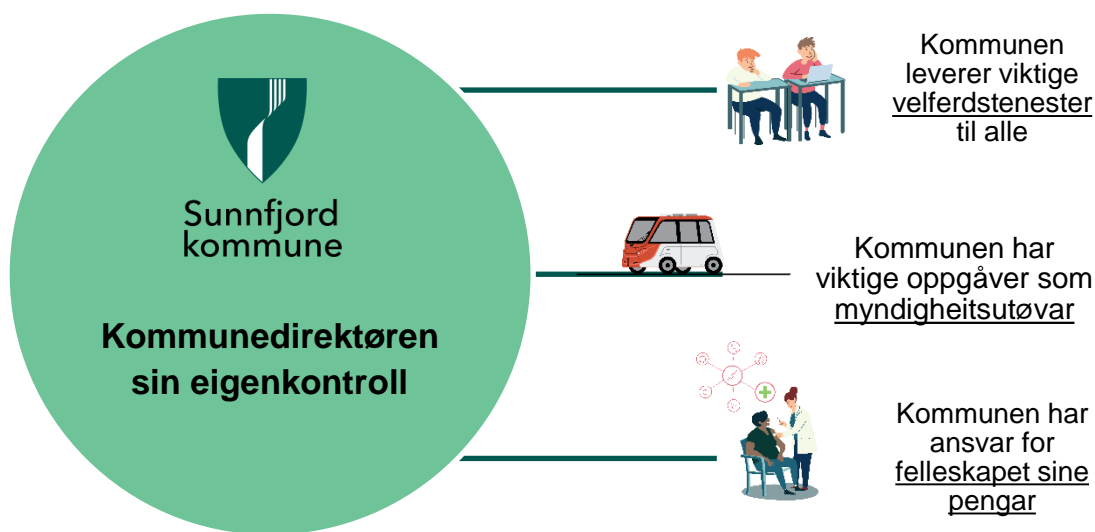 Sunnfjord
kommune
Kommunedirektøren
sin eigenkontroll
Kommunen
leverer viktige
velferdstenester
til alle
Kommunen har
viktige oppgåver som
myndigheitsutøvar
Kommunen har
ansvar for
felleskapet sine
pengar